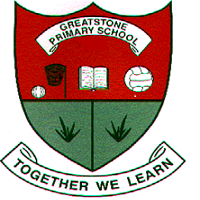 GREATSTONE
PRIMARY SCHOOL
TOGETHER WE LEARN